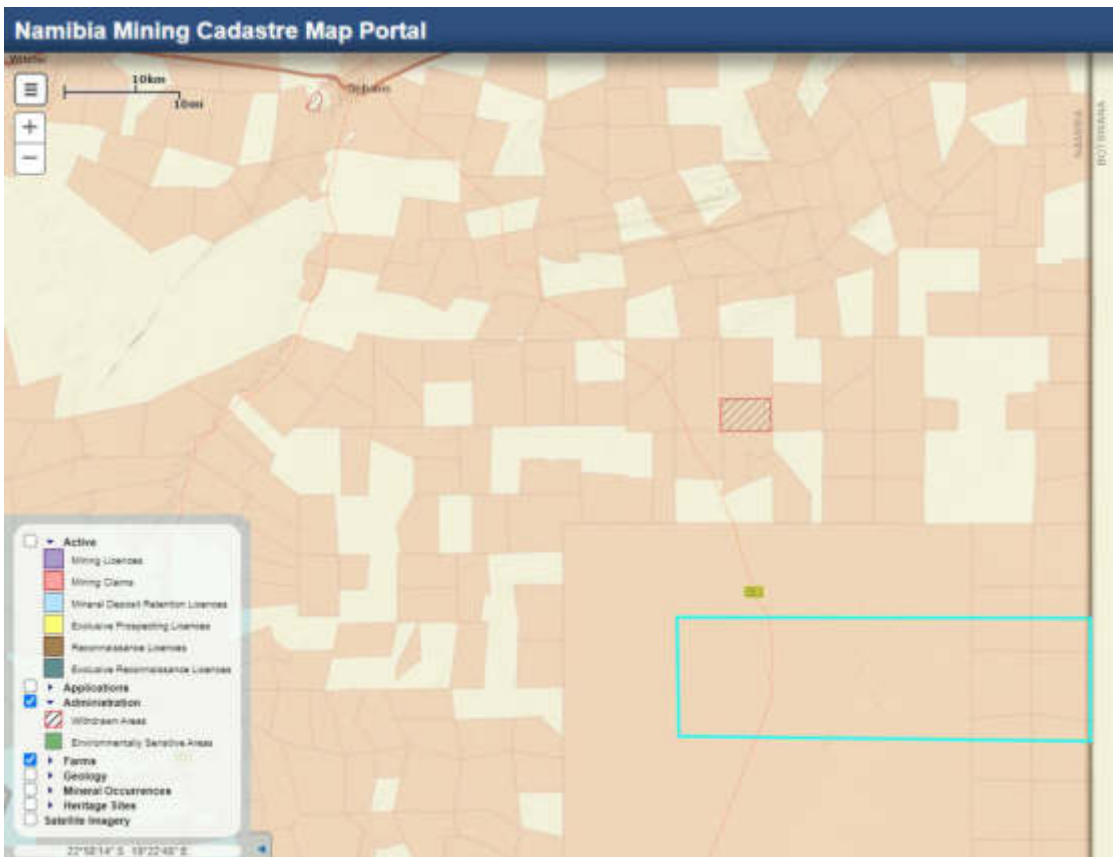 Namibia Mining Cadastre Map Portal
10km
10mi
NAMIBIA
BOTSWANA
Active
Mining Licences
Mining Claims
Mineral Deposit Retention Licences
Exclusive Prospecting Licences
Reconnaissance Licences
Exclusive Reconnaissance Licences
Applications
Administration
Withdrawn Areas
Environmentally Sensitive Areas
Farms
Geology
Mineral Occurrences
Heritage Sites
Satellite Imagery